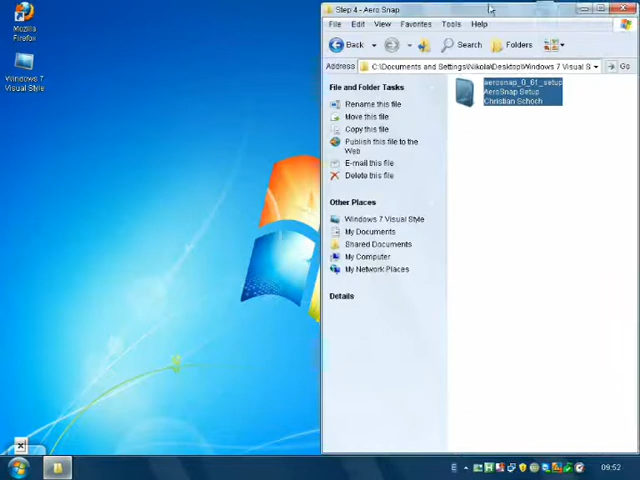 Mozilla
Firefox
Windows 7
Visual Style
Step 4 - Aero Snap
File Edit View Favorites Tools Help
Back Search Folders
Address C:\Documents and Settings\Nikola\Desktop\Windows 7 Visual S Go
File and Folder Tasks
Rename this file
Move this file
Copy this file
Publish this file to the
Web
E-mail this file
Delete this file
Other Places
Windows 7 Visual Style
My Documents
Shared Documents
My Computer
My Network Places
Details
aerosnap_0_61_setup
AeroSnap Setup
Christian Schoch
E
09:52